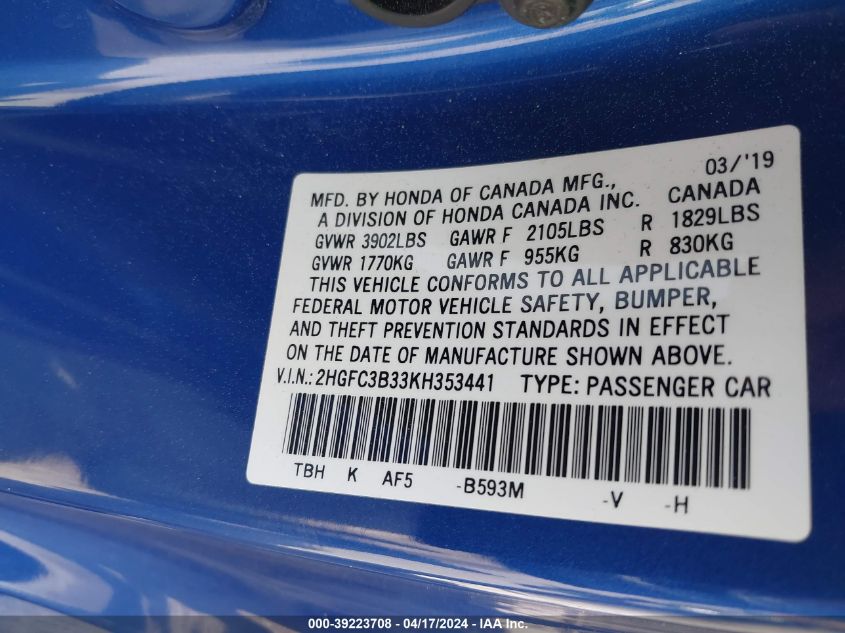 03/'19
MFD. BY HONDA OF CANADA MFG.,
A DIVISION OF HONDA CANADA INC. CANADA
GVWR 3902LBS GAWR F 2105LBS R 1829LBS
GVWR 1770KG GAWR F 955KG R 830KG
THIS VEHICLE CONFORMS TO ALL APPLICABLE
FEDERAL MOTOR VEHICLE SAFETY, BUMPER,
AND THEFT PREVENTION STANDARDS IN EFFECT
ON THE DATE OF MANUFACTURE SHOWN ABOVE.
V.I.N.: 2HGFC3B33KH353441 TYPE: PASSENGER CAR
TBH K AF5 -B593M -V -H
000-39223708 - 04/17/2024 - IAA Inc.